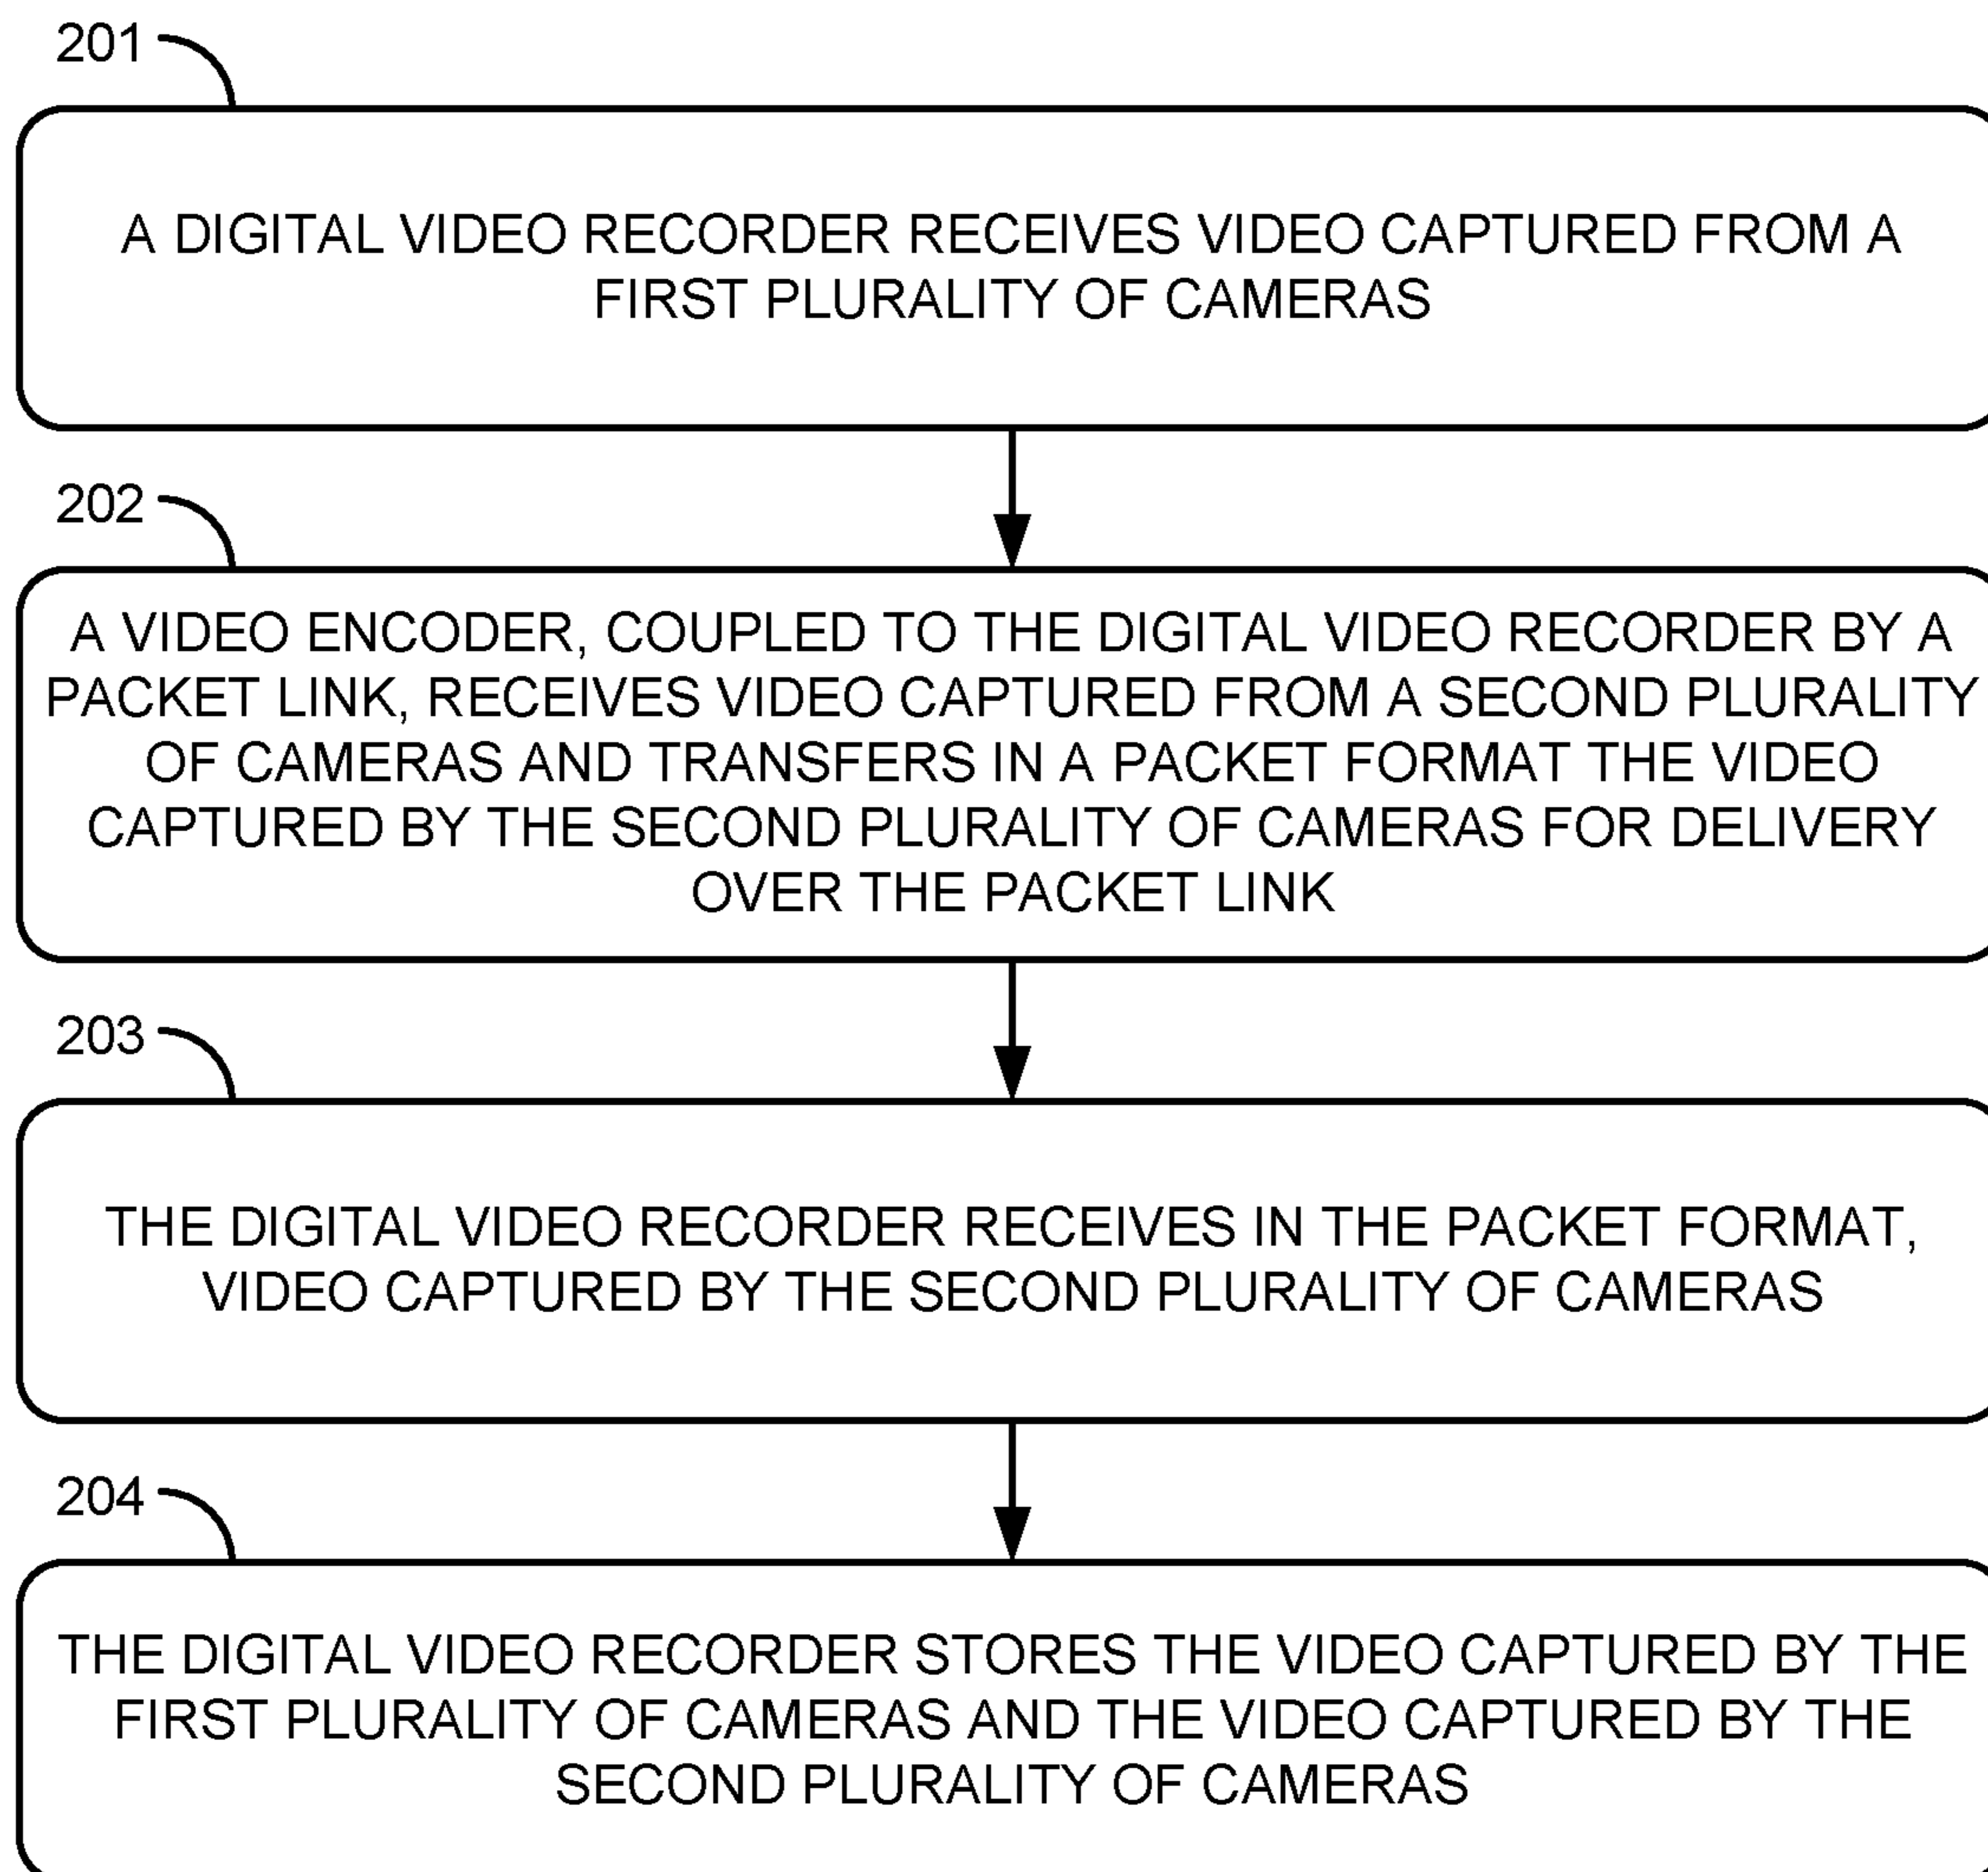 201
A DIGITAL VIDEO RECORDER RECEIVES VIDEO CAPTURED FROM A
FIRST PLURALITY OF CAMERAS
202
A VIDEO ENCODER, COUPLED TO THE DIGITAL VIDEO RECORDER BY A
PACKET LINK, RECEIVES VIDEO CAPTURED FROM A SECOND PLURALITY
OF CAMERAS AND TRANSFERS IN A PACKET FORMAT THE VIDEO
CAPTURED BY THE SECOND PLURALITY OF CAMERAS FOR DELIVERY
OVER THE PACKET LINK
203
THE DIGITAL VIDEO RECORDER RECEIVES IN THE PACKET FORMAT,
VIDEO CAPTURED BY THE SECOND PLURALITY OF CAMERAS
204
THE DIGITAL VIDEO RECORDER STORES THE VIDEO CAPTURED BY THE
FIRST PLURALITY OF CAMERAS AND THE VIDEO CAPTURED BY THE
SECOND PLURALITY OF CAMERAS